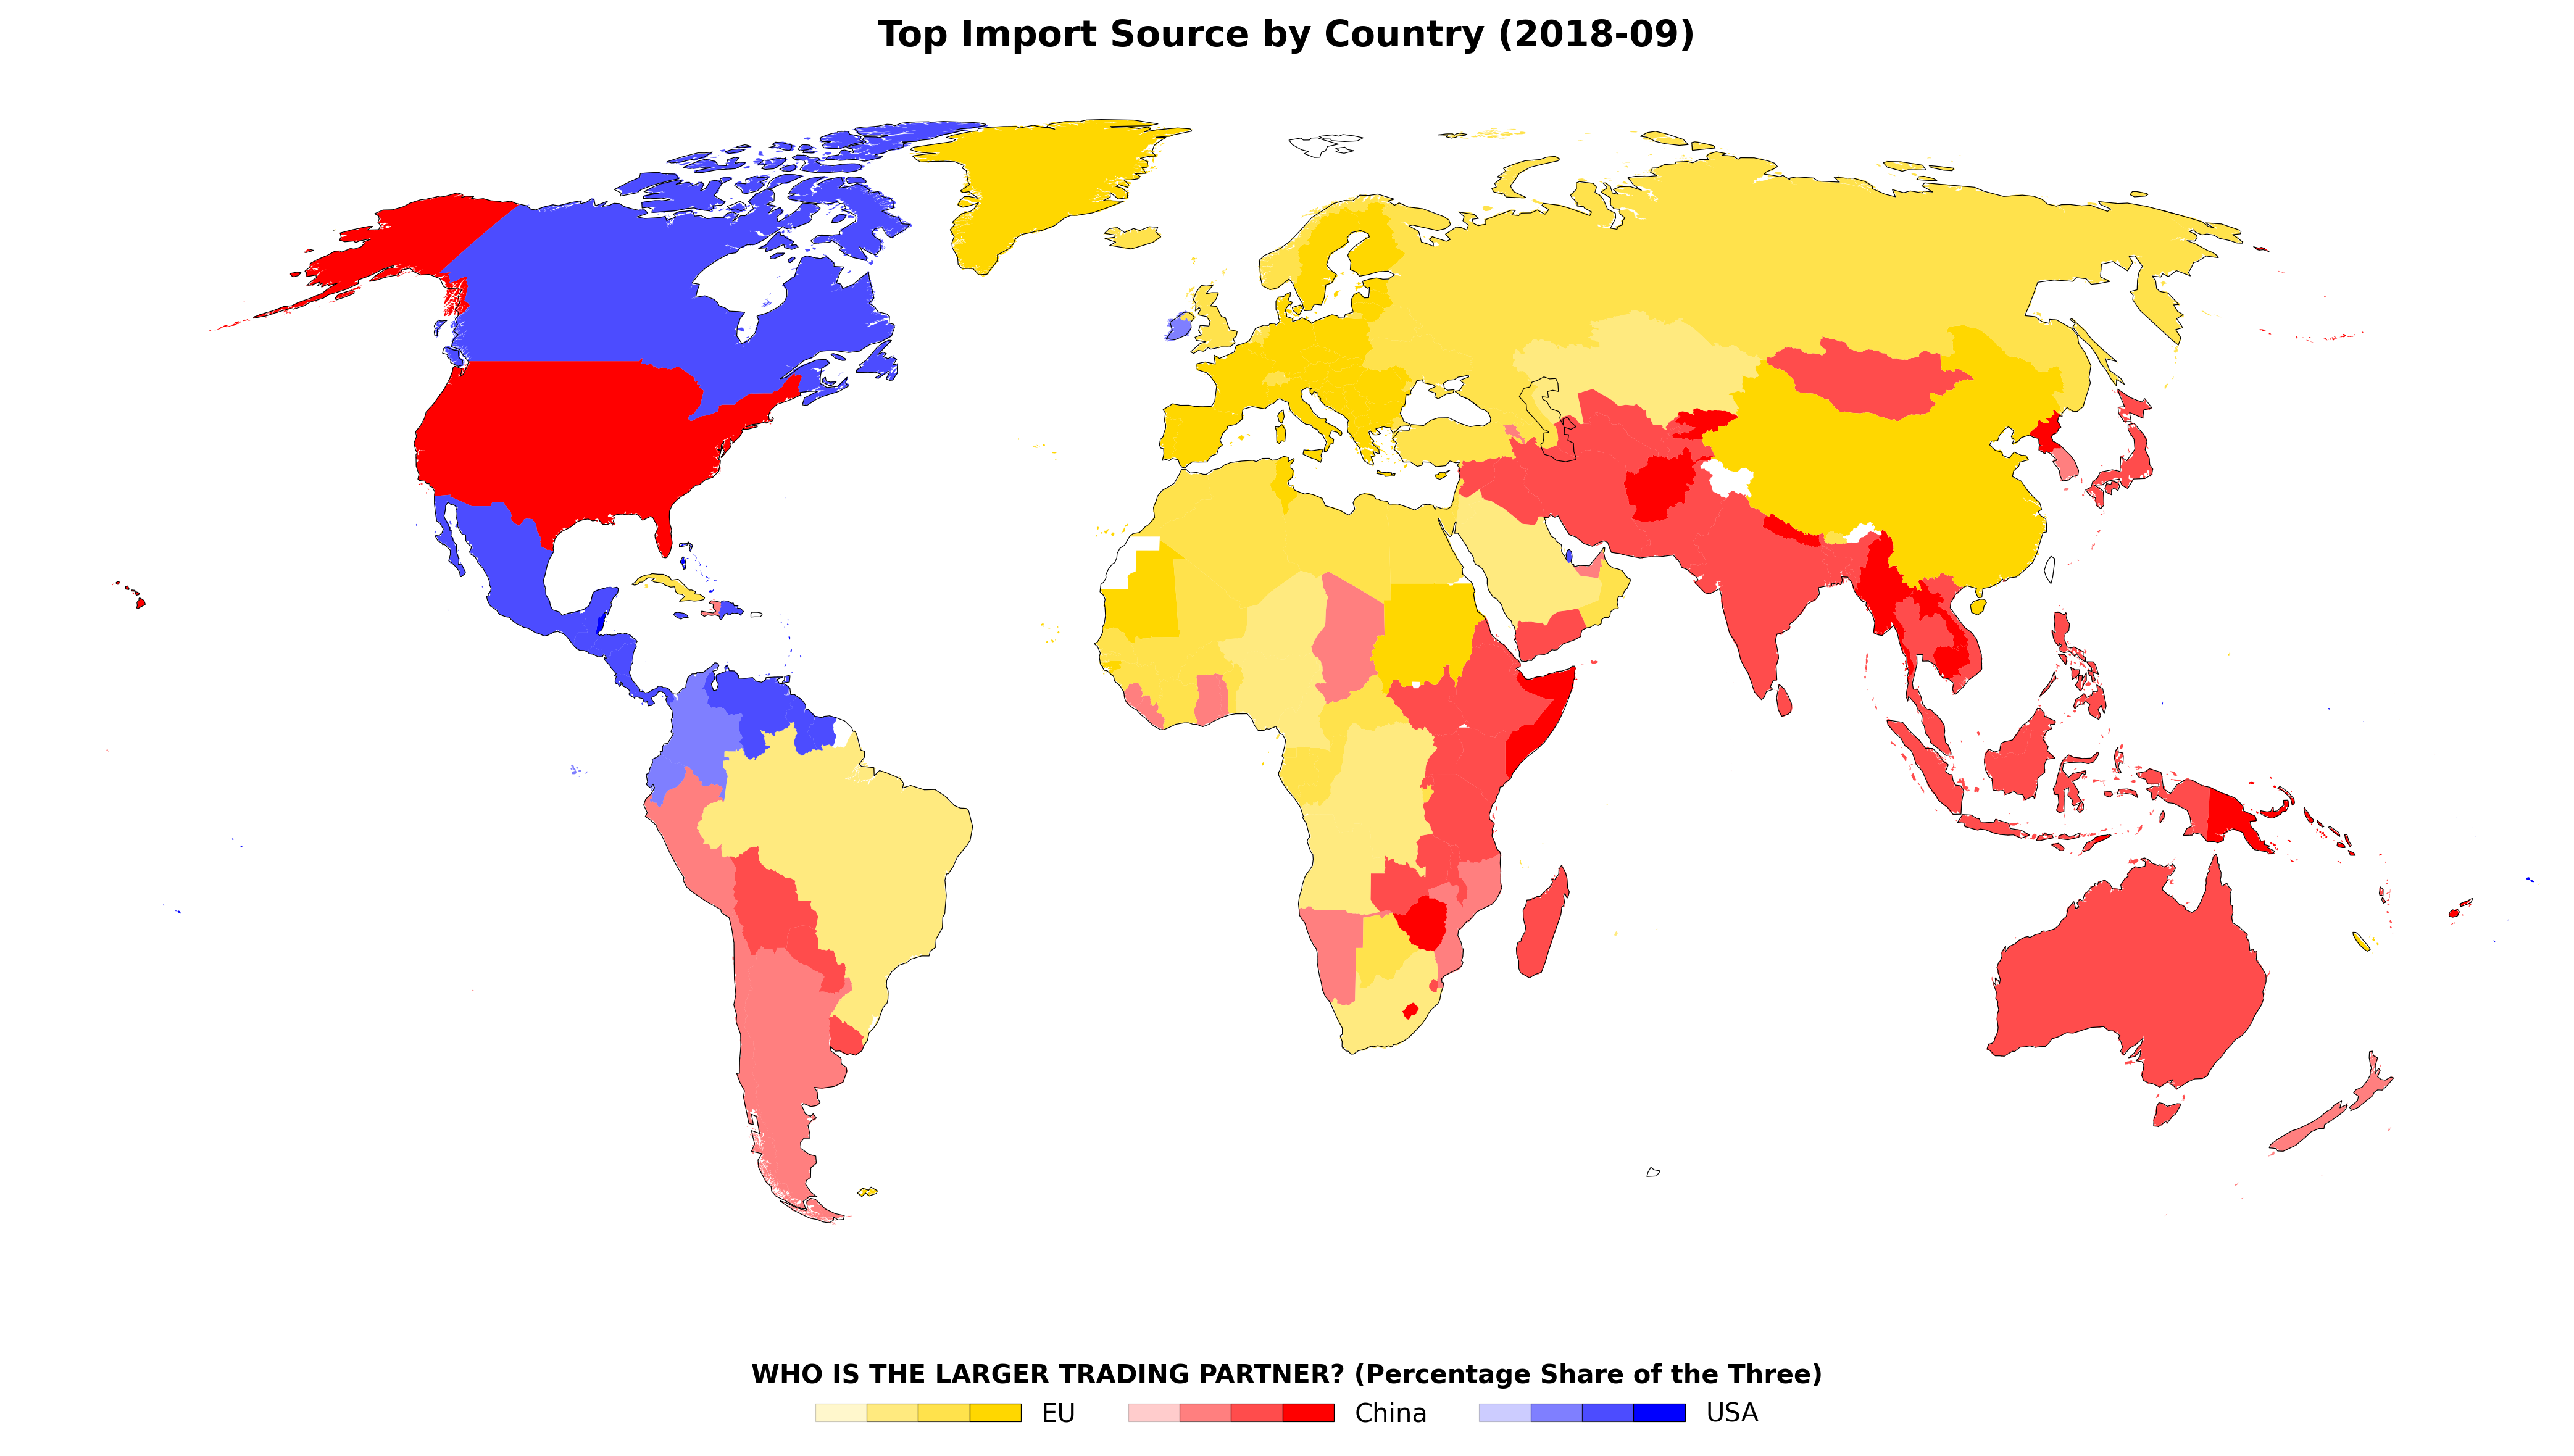 Top Import Source by Country (2018-09)
WHO IS THE LARGER TRADING PARTNER? (Percentage Share of the Three)
EU China USA